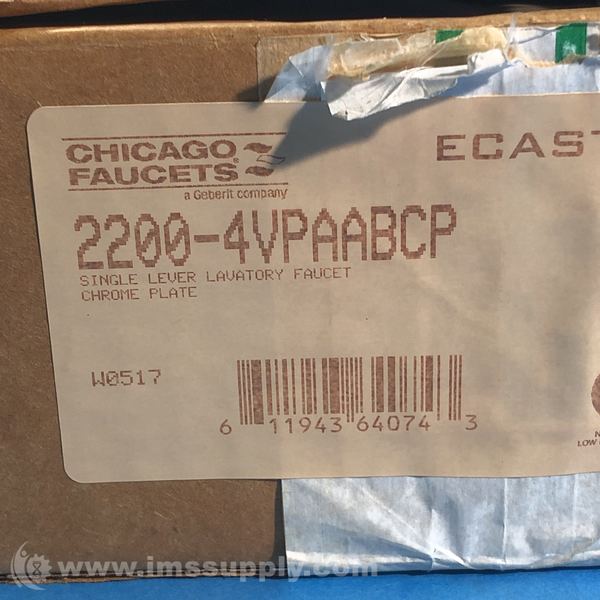 CHICAGO
FAUCETS®
a Geberit company
ECAST
2200-4VPAABCP
SINGLE LEVER LAVATORY FAUCET
CHROME PLATE
W0517
6 11943 64074 3
LOW
www.imssupply.com